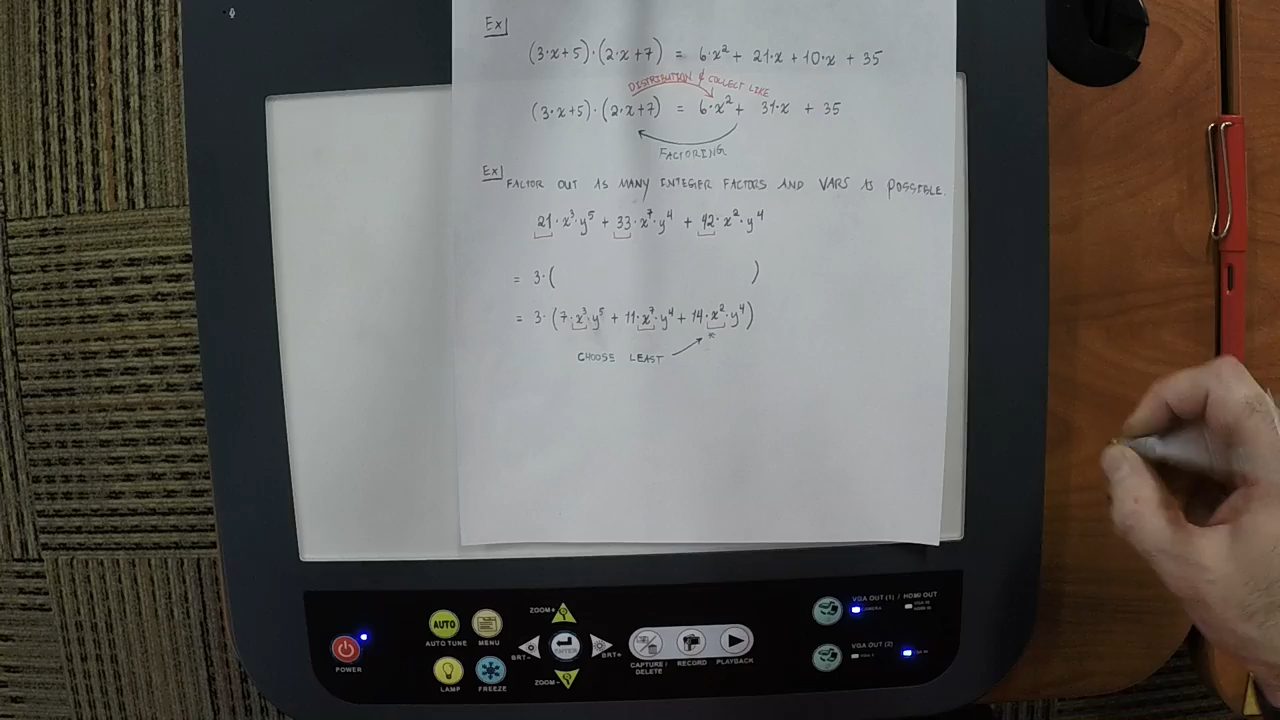 Ex
(3·x+5)·(2·x+7) = 6·x² + 21·x + 10·x + 35
DISTRIBUTION & COLLECT LIKE
(3·x+5)·(2·x+7) = 6·x² + 31·x + 35
FACTORING
Ex FACTOR OUT AS MANY INTEGER FACTORS AND VARS AS POSSIBLE.
21·x³·y⁵ + 33·x⁷·y⁴ + 42·x²·y⁴
= 3·( )
= 3·(7·x³·y⁵ + 11·x⁷·y⁴ + 14·x²·y⁴)
*
CHOOSE LEAST
POWER
AUTO
AUTO TUNE
MENU
LAMP
FREEZE
ZOOM+
BRT-
ENTER
BRT+
ZOOM-
CAPTURE / DELETE
RECORD
PLAYBACK
VGA OUT (1) / HDMI OUT
CAMERA
VGA OUT (2)